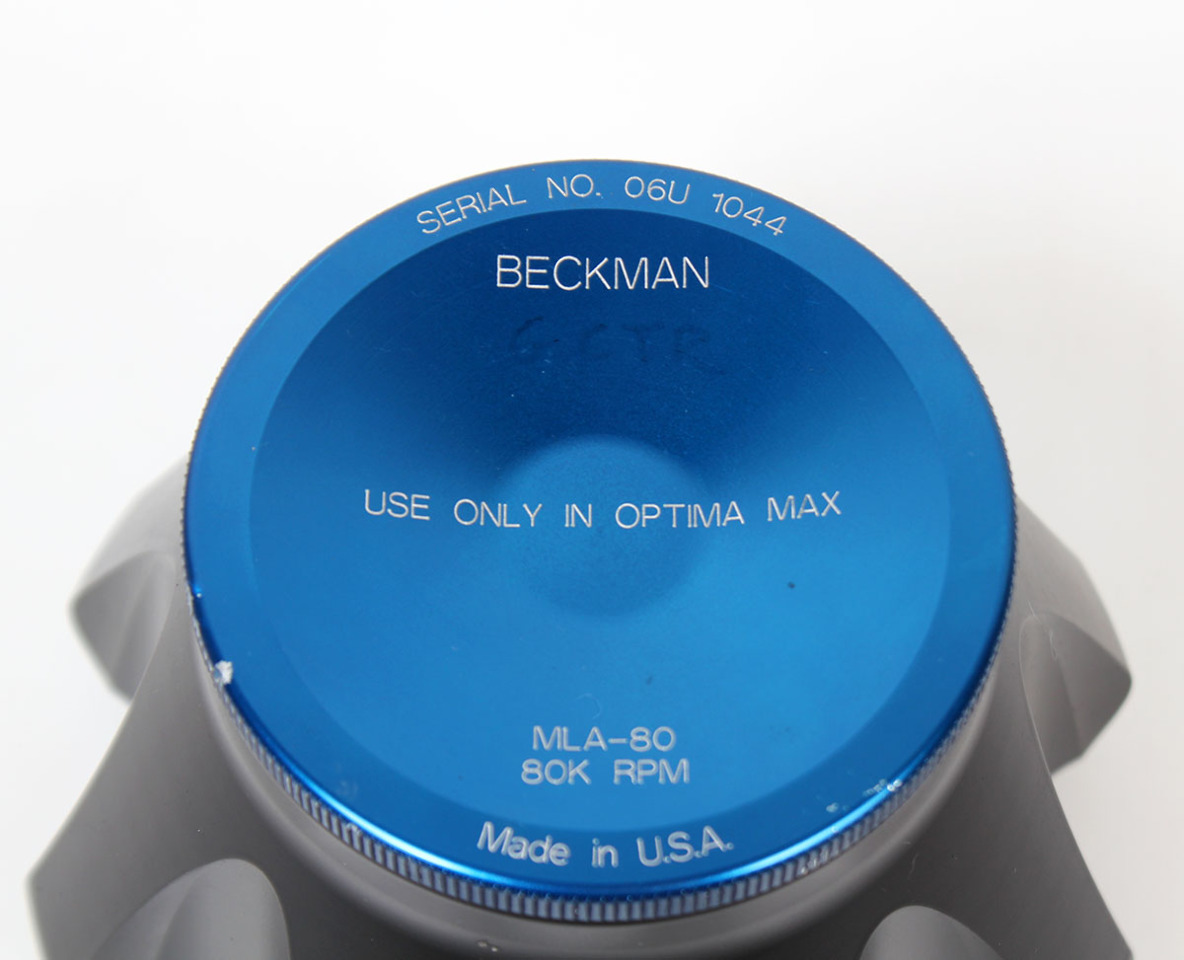 SERIAL NO. 06U 1044
BECKMAN
USE ONLY IN OPTIMA MAX
MLA-80
80K RPM
Made in U.S.A.